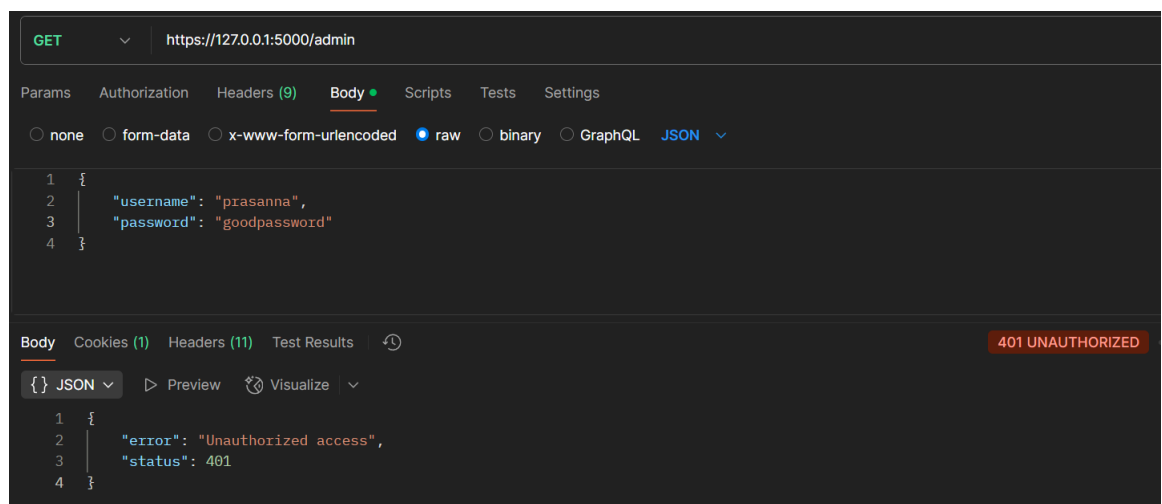 GET https://127.0.0.1:5000/admin
Params Authorization Headers (9) Body Scripts Tests Settings
none form-data x-www-form-urlencoded raw binary GraphQL JSON
1 {
2 "username": "prasanna",
3 "password": "goodpassword"
4 }
Body Cookies (1) Headers (11) Test Results 401 UNAUTHORIZED
{} JSON Preview Visualize
1 {
2 "error": "Unauthorized access",
3 "status": 401
4 }